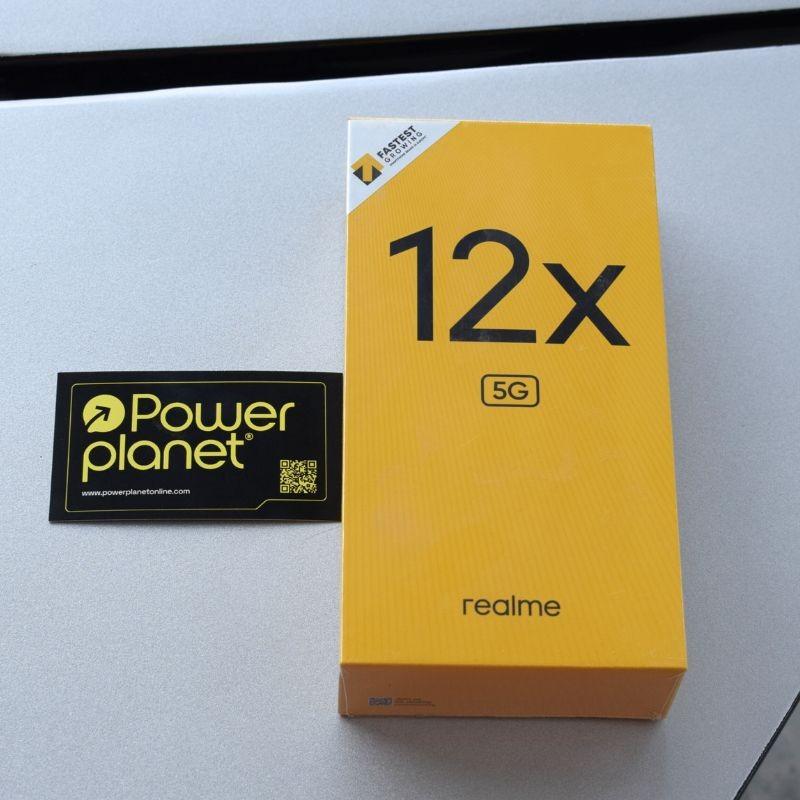 FASTEST
GROWING
12x
5G
Power
planet®
www.powerplanetonline.com
realme